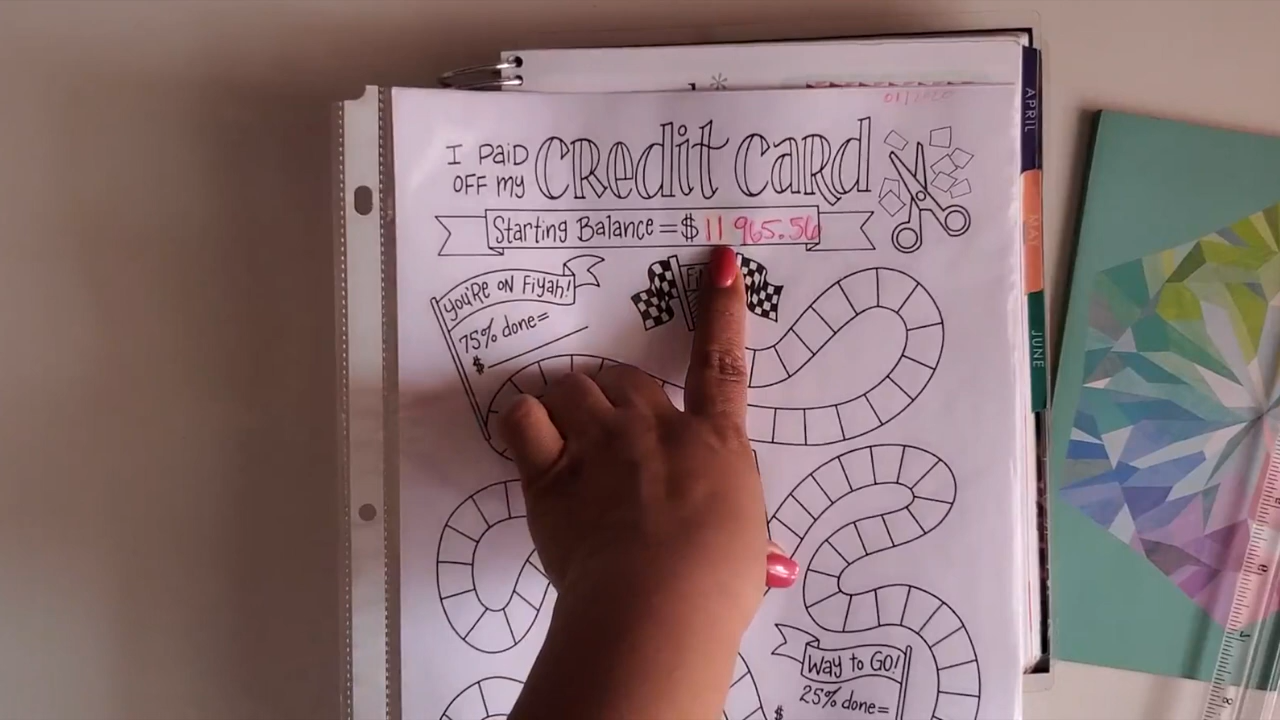 APRIL
MAY
JUNE
I PaiD
OFF my
CRedit CaRd
Starting Balance = $ 11 965.56
You're on Fiyah!
75% done=
$
Way to Go!
25% done=
$